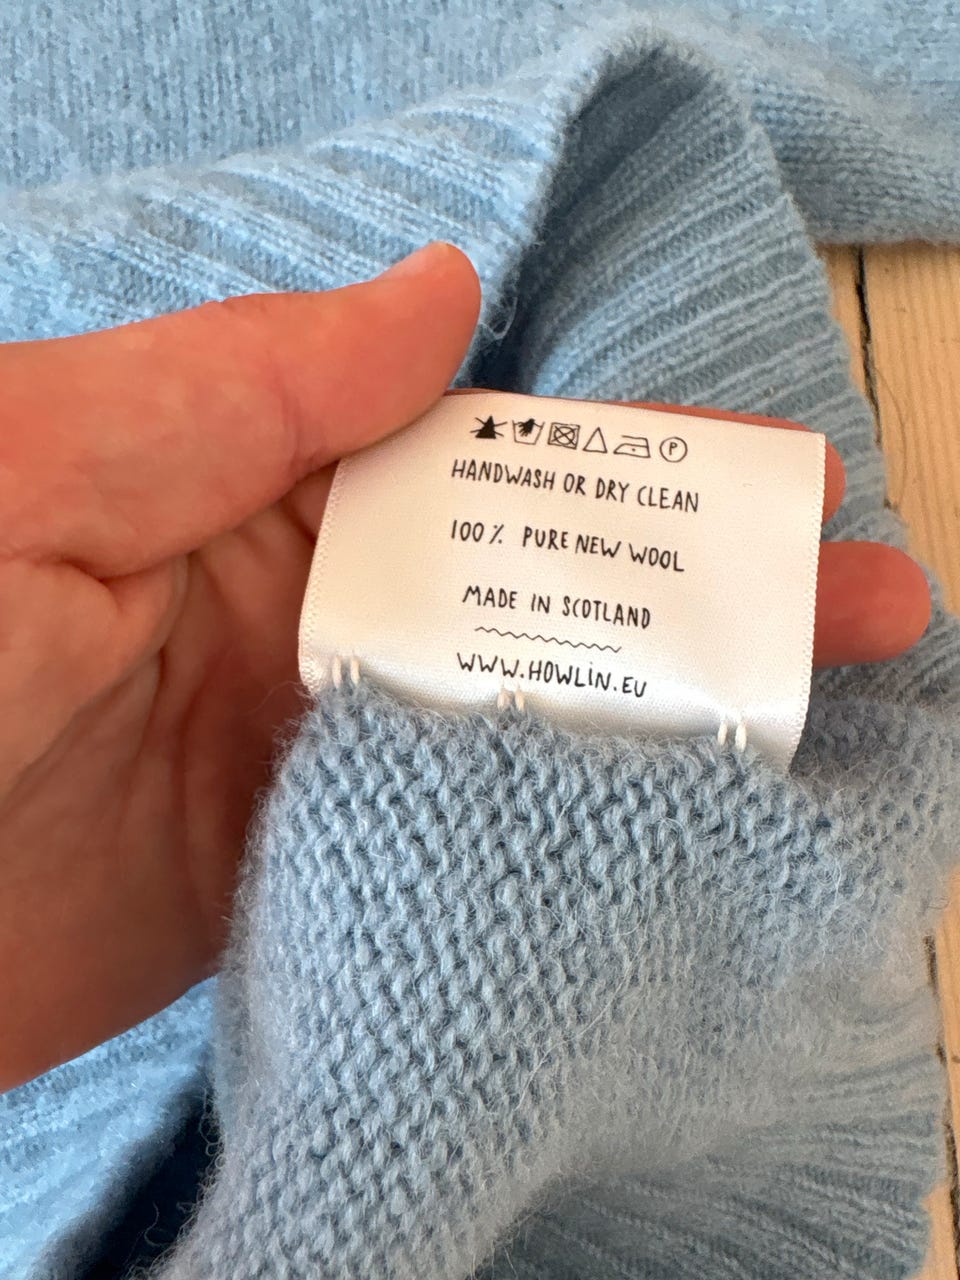 P
HANDWASH OR DRY CLEAN
100% PURE NEW WOOL
MADE IN SCOTLAND
WWW.HOWLiN.EU